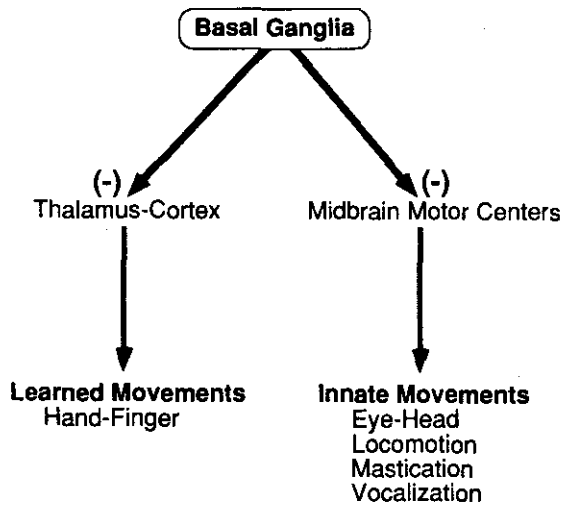 Basal Ganglia
(-)
Thalamus-Cortex
(-)
Midbrain Motor Centers
Learned Movements
Hand-Finger
Innate Movements
Eye-Head
Locomotion
Mastication
Vocalization